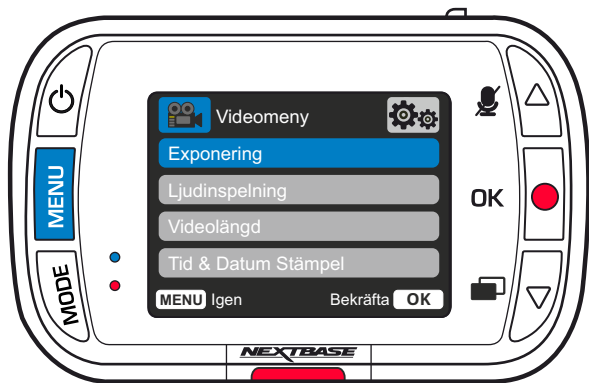 Videomeny
Exponering
Ljudinspelning
Videolängd
Tid & Datum Stämpel
MENU Igen Bekräfta OK
MENU
MODE
OK
NEXTBASE